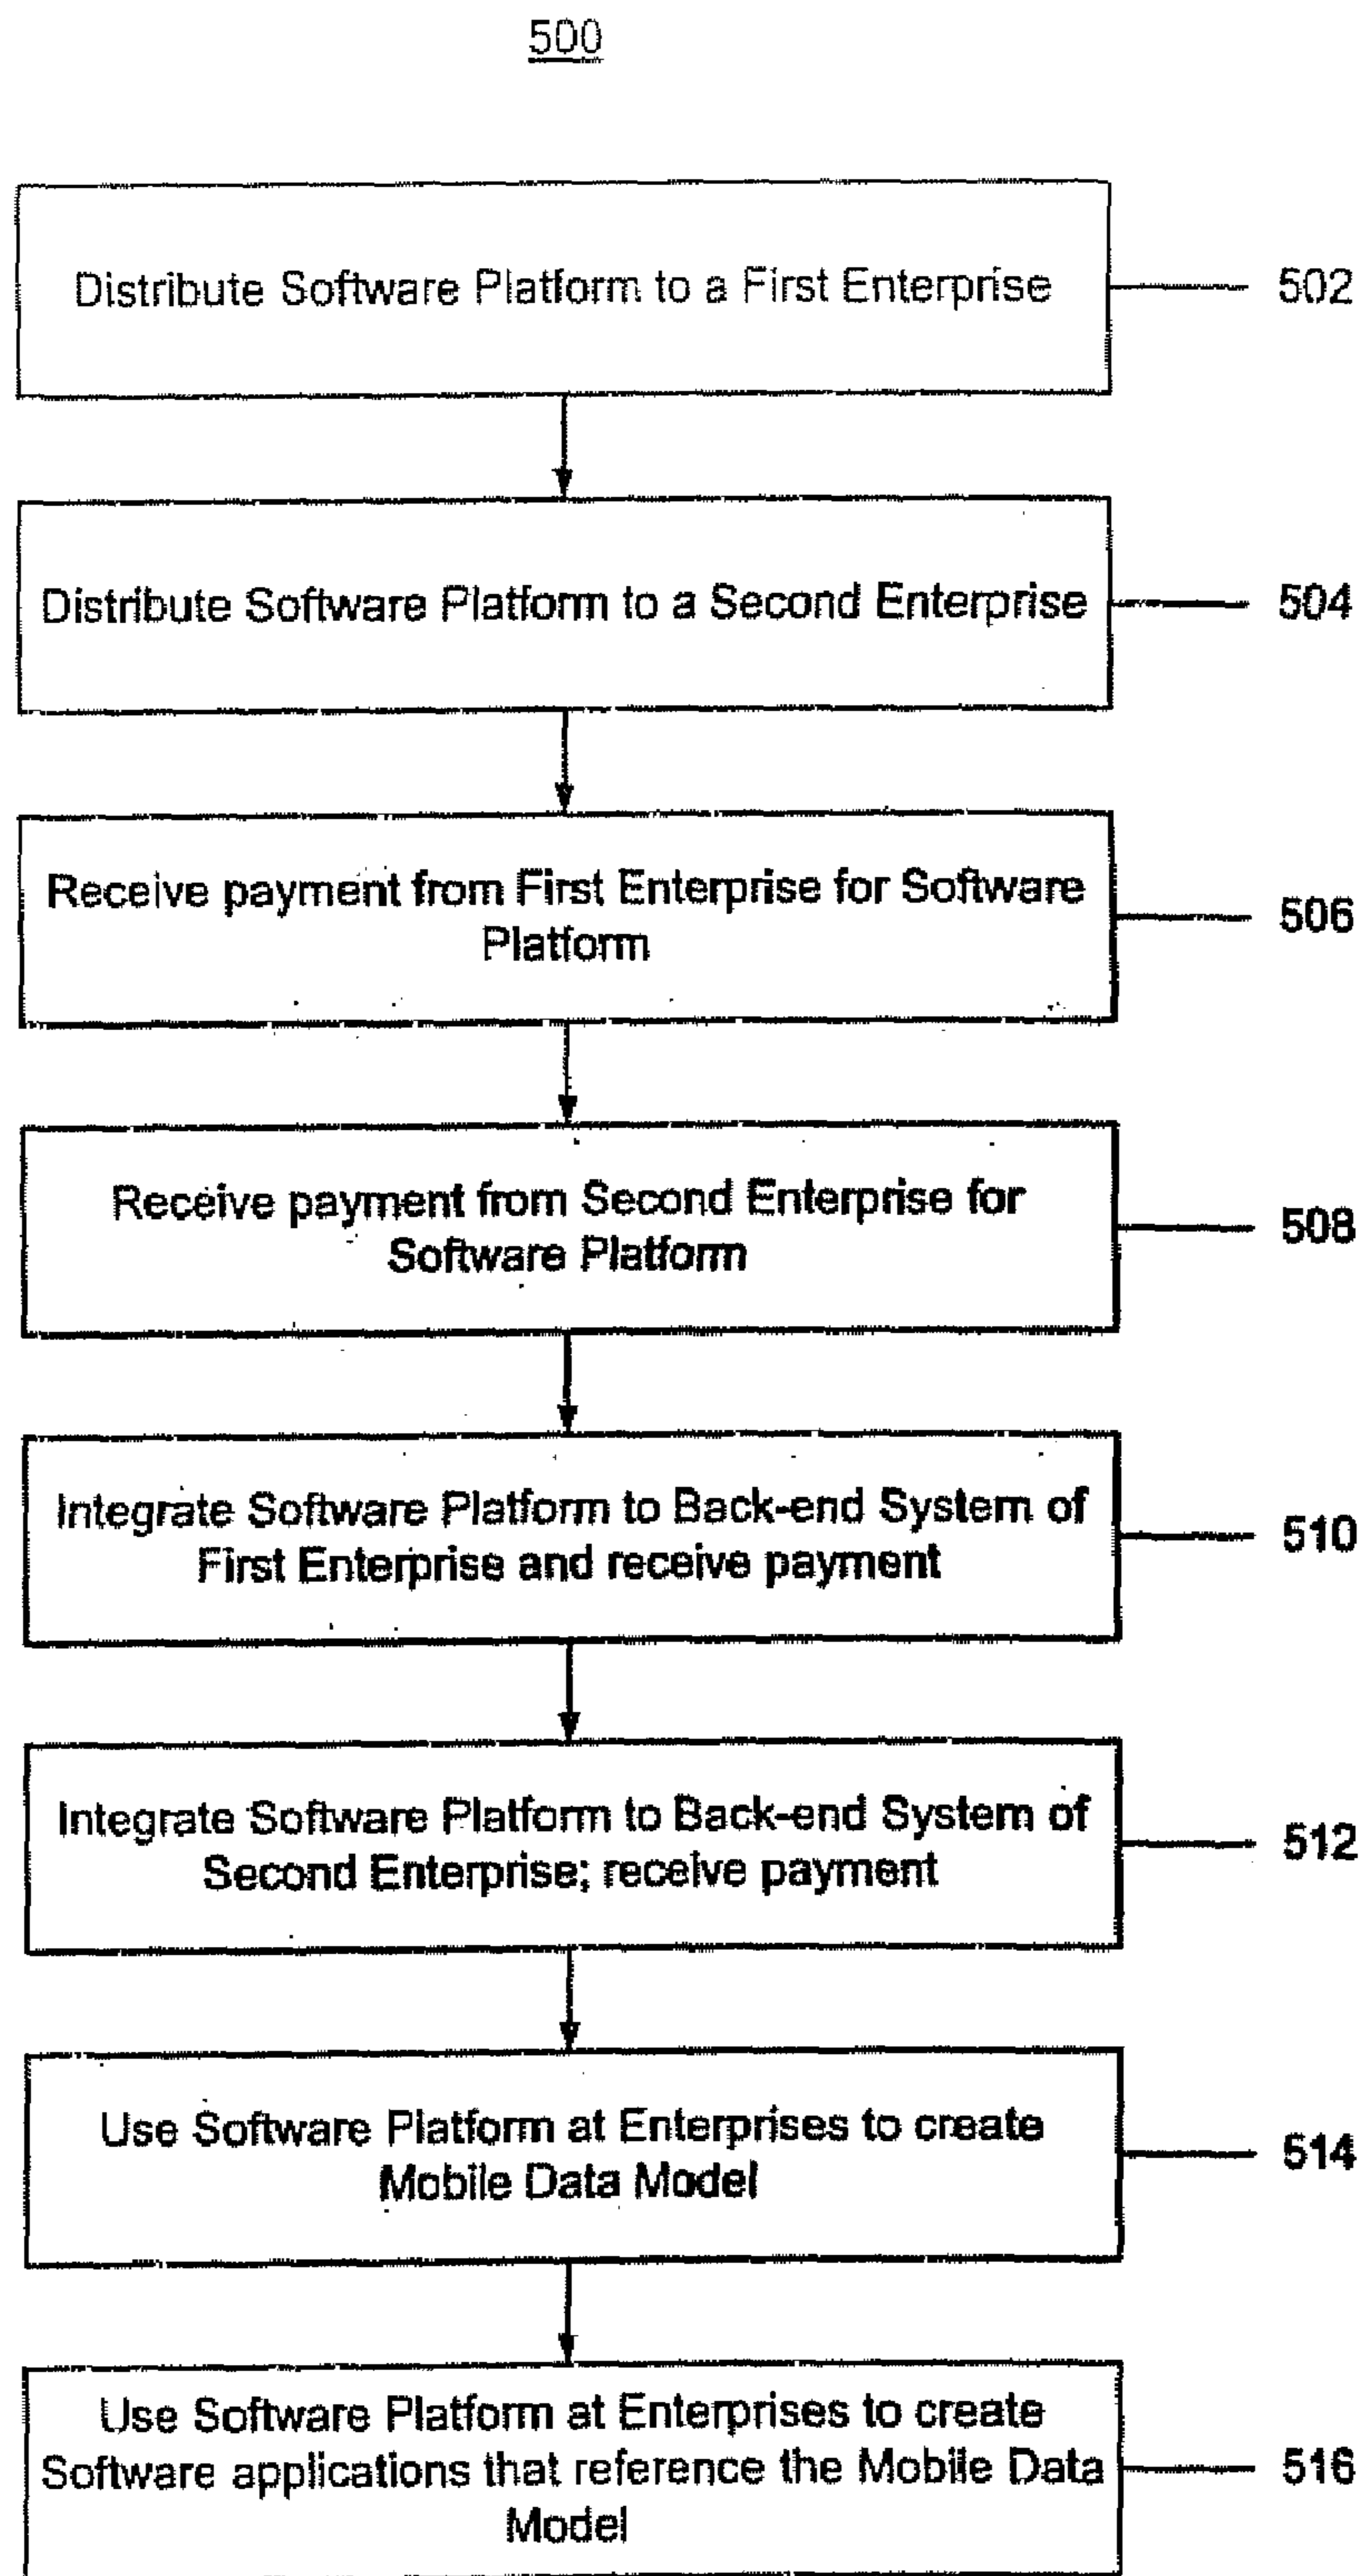 500
Distribute Software Platform to a First Enterprise
502
Distribute Software Platform to a Second Enterprise
504
Receive payment from First Enterprise for Software
Platform
506
Receive payment from Second Enterprise for
Software Platform
508
Integrate Software Platform to Back-end System of
First Enterprise and receive payment
510
Integrate Software Platform to Back-end System of
Second Enterprise; receive payment
512
Use Software Platform at Enterprises to create
Mobile Data Model
514
Use Software Platform at Enterprises to create
Software applications that reference the Mobile Data
Model
516